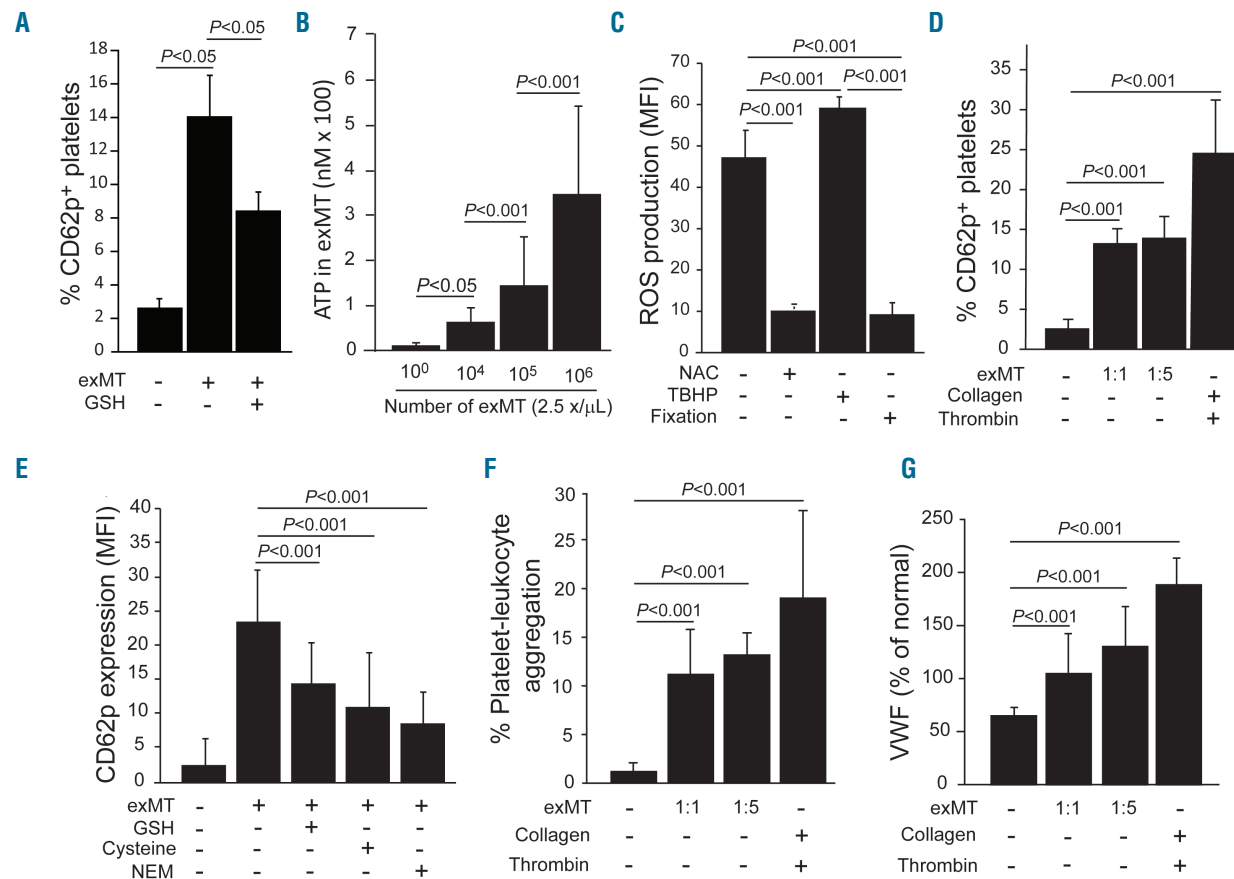 A
% CD62p+ platelets
18
16
14
12
10
8
6
4
2
0
P<0.05
P<0.05
exMT - + +
GSH - - +
B
ATP in exMT (nM x 100)
7
6
5
4
3
2
1
0
P<0.001
P<0.001
P<0.05
10⁰ 10⁴ 10⁵ 10⁶
Number of exMT (2.5 x/µL)
C
ROS production (MFI)
70
60
50
40
30
20
10
0
P<0.001
P<0.001 P<0.001
P<0.001
NAC - + - -
TBHP - - + -
Fixation - - - +
D
% CD62p+ platelets
35
30
25
20
15
10
5
0
P<0.001
P<0.001
P<0.001
exMT - 1:1 1:5 -
Collagen - - - +
Thrombin - - - +
E
CD62p expression (MFI)
40
35
30
25
20
15
10
5
0
P<0.001
P<0.001
P<0.001
exMT - + + + +
GSH - - + - -
Cysteine - - - + -
NEM - - - - +
F
% Platelet-leukocyte
aggregation
30
25
20
15
10
5
0
P<0.001
P<0.001
P<0.001
exMT - 1:1 1:5 -
Collagen - - - +
Thrombin - - - +
G
VWF (% of normal)
250
200
150
100
50
0
P<0.001
P<0.001
P<0.001
exMT - 1:1 1:5 -
Collagen - - - +
Thrombin - - - +